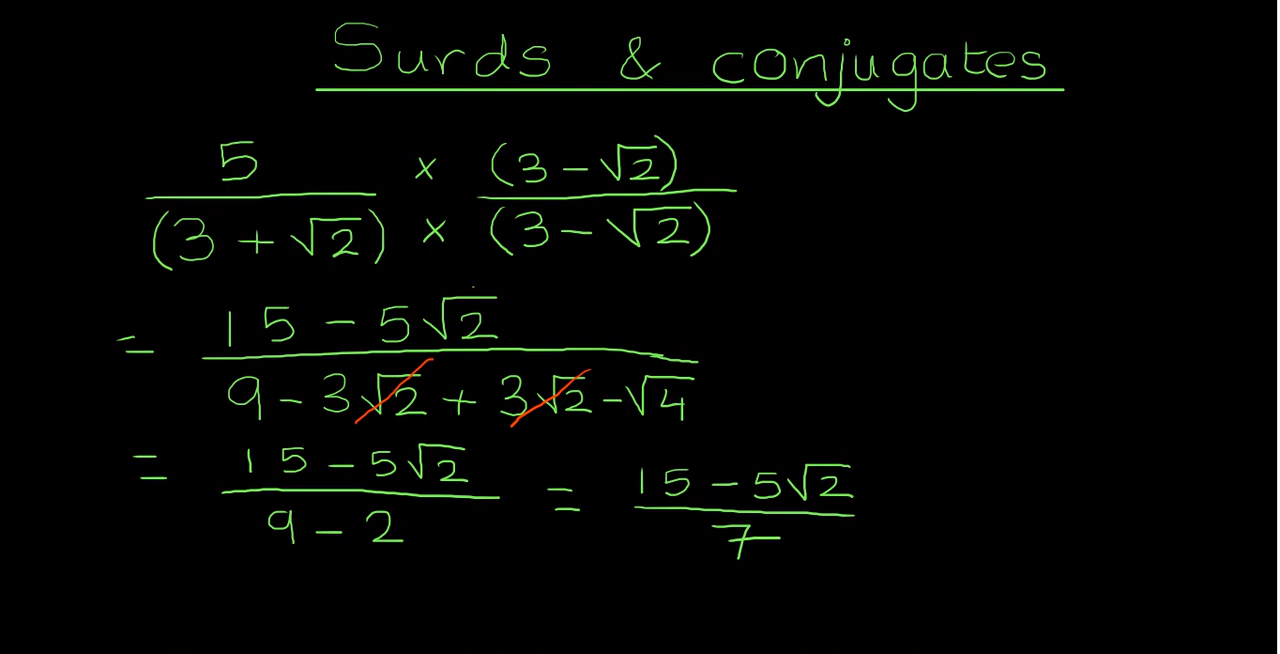 Surds & conjugates
5 × (3 - √2)
(3 + √2) × (3 - √2)
= 15 - 5√2
9 - 3√2 + 3√2 - √4
= 15 - 5√2 = 15 - 5√2
9 - 2 7